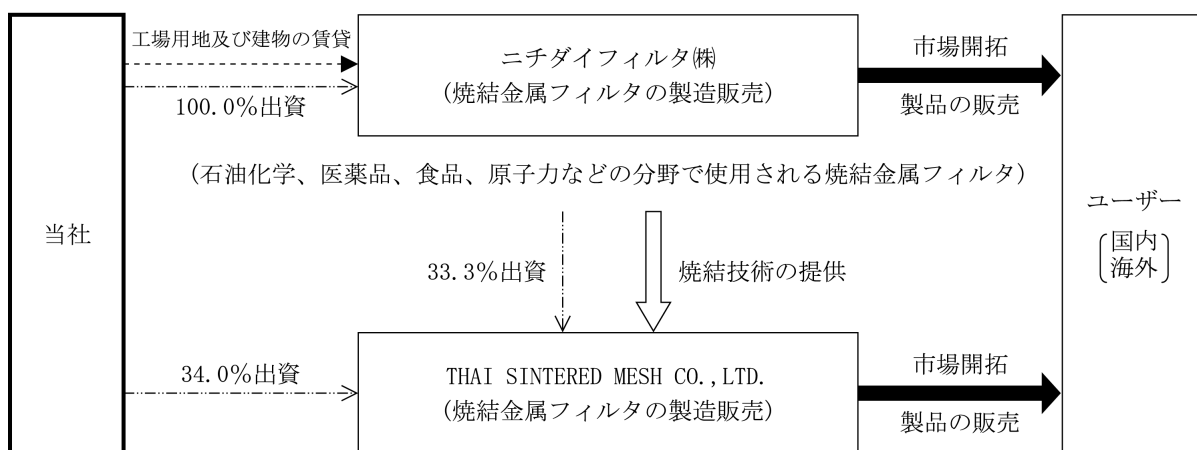 工場用地及び建物の賃貸
100.0％出資
ニチダイフィルタ㈱
(焼結金属フィルタの製造販売)
市場開拓
製品の販売
(石油化学、医薬品、食品、原子力などの分野で使用される焼結金属フィルタ)
当社
ユーザー
国内
海外
33.3％出資
焼結技術の提供
34.0％出資
THAI SINTERED MESH CO.,LTD.
(焼結金属フィルタの製造販売)
市場開拓
製品の販売